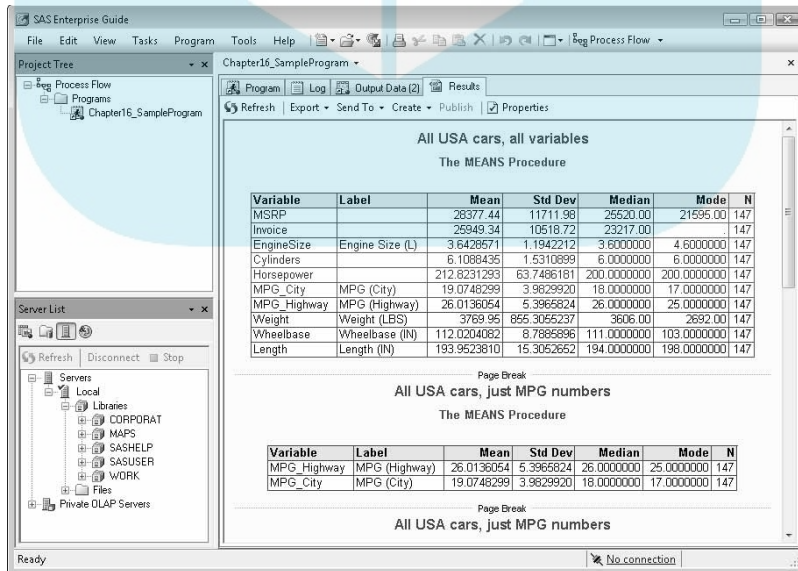 SAS Enterprise Guide
File Edit View Tasks Program Tools Help Process Flow
Project Tree
Process Flow
Programs
Chapter16_SampleProgram
Server List
Refresh Disconnect Stop
Servers
Local
Libraries
CORPORAT
MAPS
SASHELP
SASUSER
WORK
Files
Private OLAP Servers
Chapter16_SampleProgram
Program Log Output Data (2) Results
Refresh Export Send To Create Publish Properties
All USA cars, all variables
The MEANS Procedure
Variable Label Mean Std Dev Median Mode N
MSRP 28377.44 11711.98 25520.00 21595.00 147
Invoice 25949.34 10518.72 23217.00 . 147
EngineSize Engine Size (L) 3.6428571 1.1942212 3.6000000 4.6000000 147
Cylinders 6.1088435 1.5310899 6.0000000 6.0000000 147
Horsepower 212.8231293 63.7486181 200.0000000 200.0000000 147
MPG_City MPG (City) 19.0748299 3.9829920 18.0000000 17.0000000 147
MPG_Highway MPG (Highway) 26.0136054 5.3965824 26.0000000 25.0000000 147
Weight Weight (LBS) 3769.95 855.3055237 3606.00 2692.00 147
Wheelbase Wheelbase (IN) 112.0204082 8.7885896 111.0000000 103.0000000 147
Length Length (IN) 193.9523810 15.3052652 194.0000000 198.0000000 147
Page Break
All USA cars, just MPG numbers
The MEANS Procedure
Variable Label Mean Std Dev Median Mode N
MPG_Highway MPG (Highway) 26.0136054 5.3965824 26.0000000 25.0000000 147
MPG_City MPG (City) 19.0748299 3.9829920 18.0000000 17.0000000 147
Page Break
All USA cars, just MPG numbers
Ready No connection